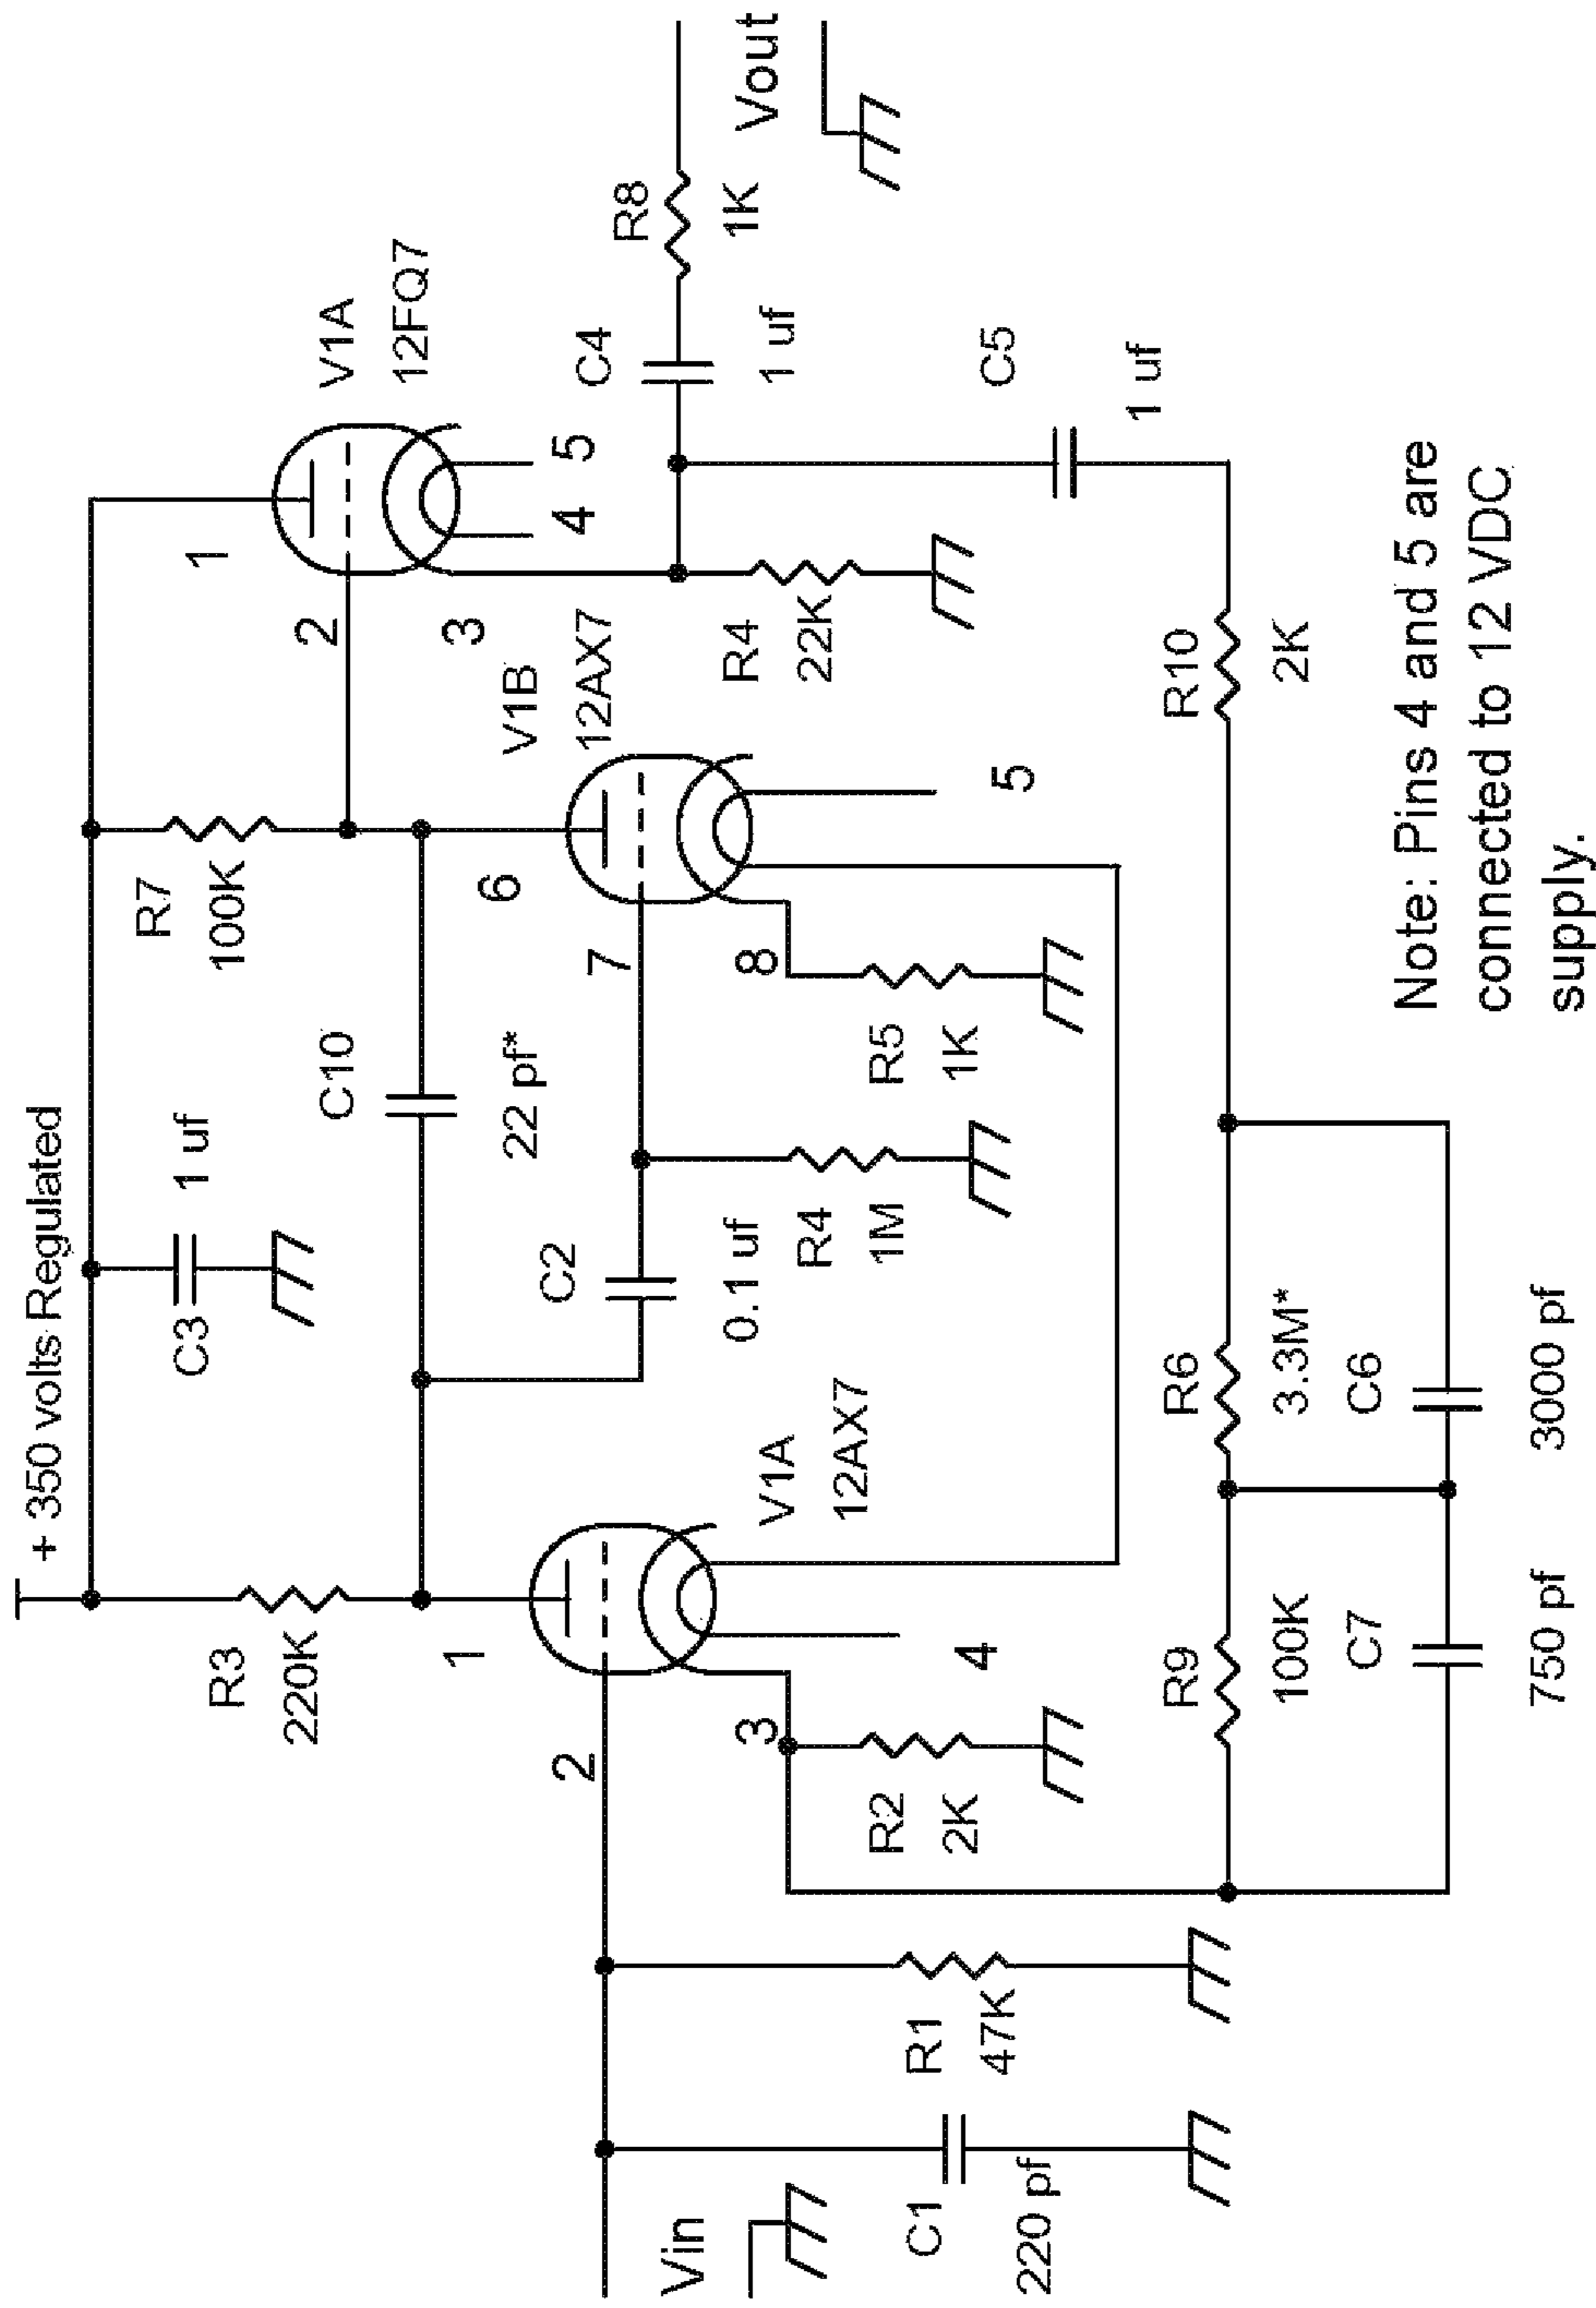 + 350 volts Regulated
C3
1 uf
R3
220K
R7
100K
C10
22 pf*
1
2
3
4
5
V1A
12FQ7
V1B
12AX7
6
7
8
5
C4
1 uf
R8
1K
Vout
C2
0.1 uf
R4
1M
R5
1K
R4
22K
C5
1 uf
1
2
3
4
V1A
12AX7
Vin
C1
220 pf
R1
47K
R2
2K
R9
100K
C7
750 pf
R6
3.3M*
C6
3000 pf
R10
2K
Note: Pins 4 and 5 are
connected to 12 VDC
supply.